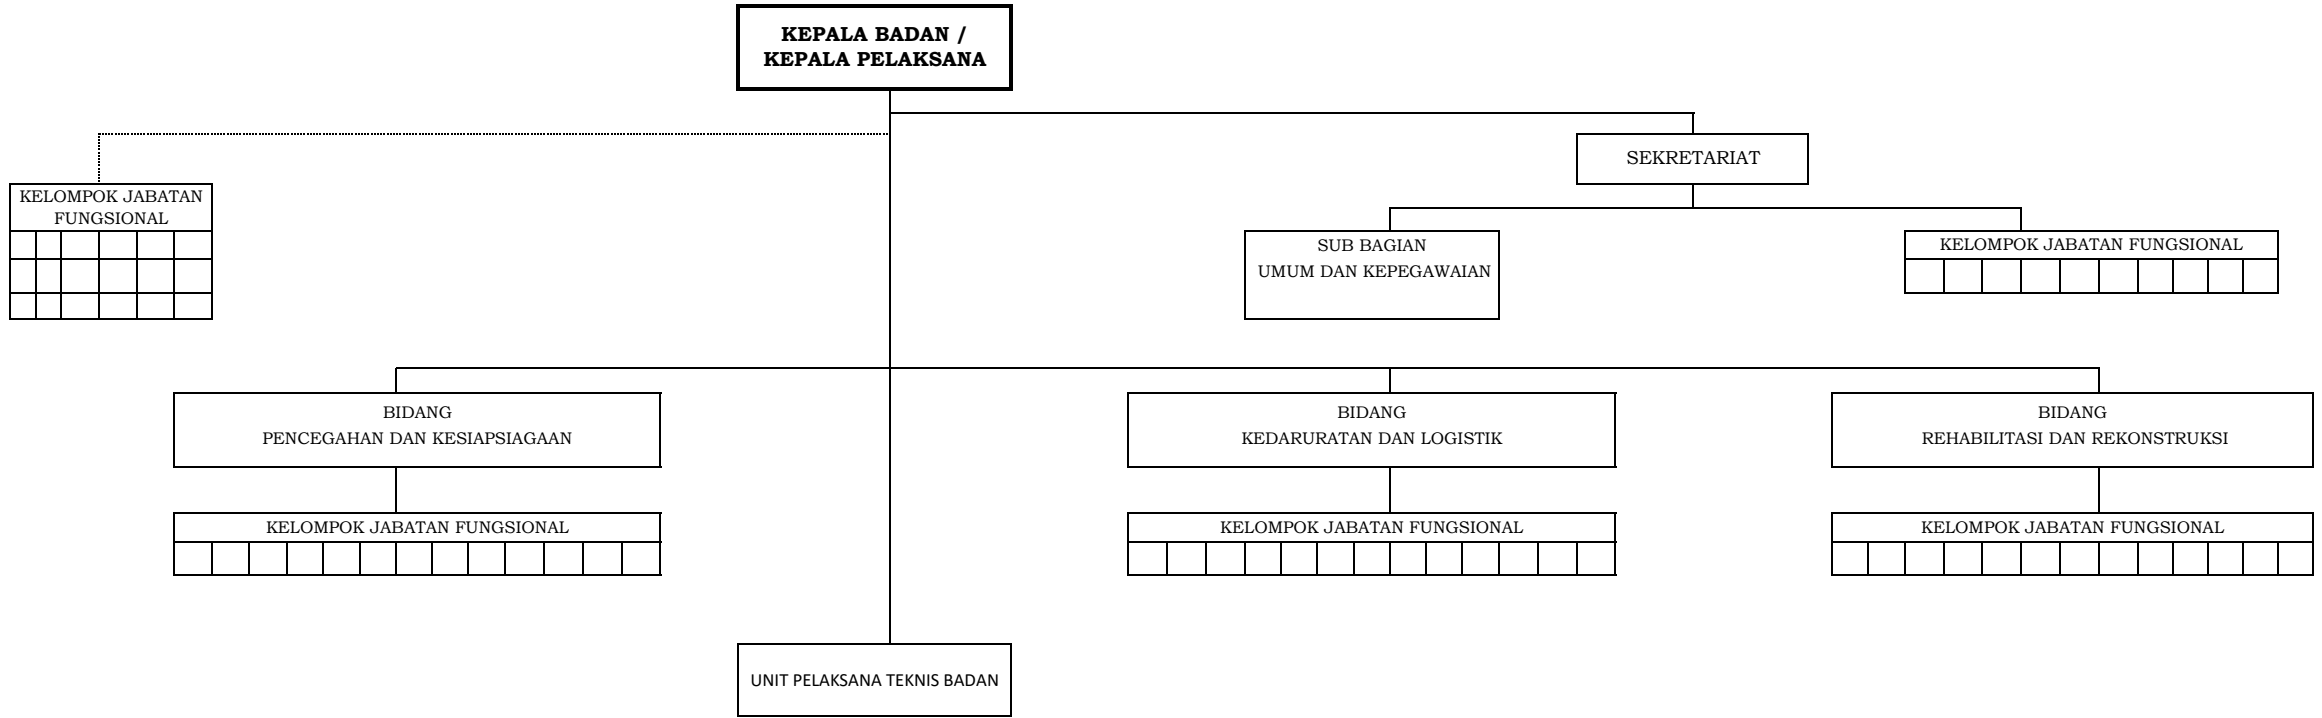 KEPALA BADAN /
KEPALA PELAKSANA
SEKRETARIAT
KELOMPOK JABATAN
FUNGSIONAL
SUB BAGIAN
UMUM DAN KEPEGAWAIAN
KELOMPOK JABATAN FUNGSIONAL
BIDANG
PENCEGAHAN DAN KESIAPSIAGAAN
BIDANG
KEDARURATAN DAN LOGISTIK
BIDANG
REHABILITASI DAN REKONSTRUKSI
KELOMPOK JABATAN FUNGSIONAL
KELOMPOK JABATAN FUNGSIONAL
KELOMPOK JABATAN FUNGSIONAL
UNIT PELAKSANA TEKNIS BADAN